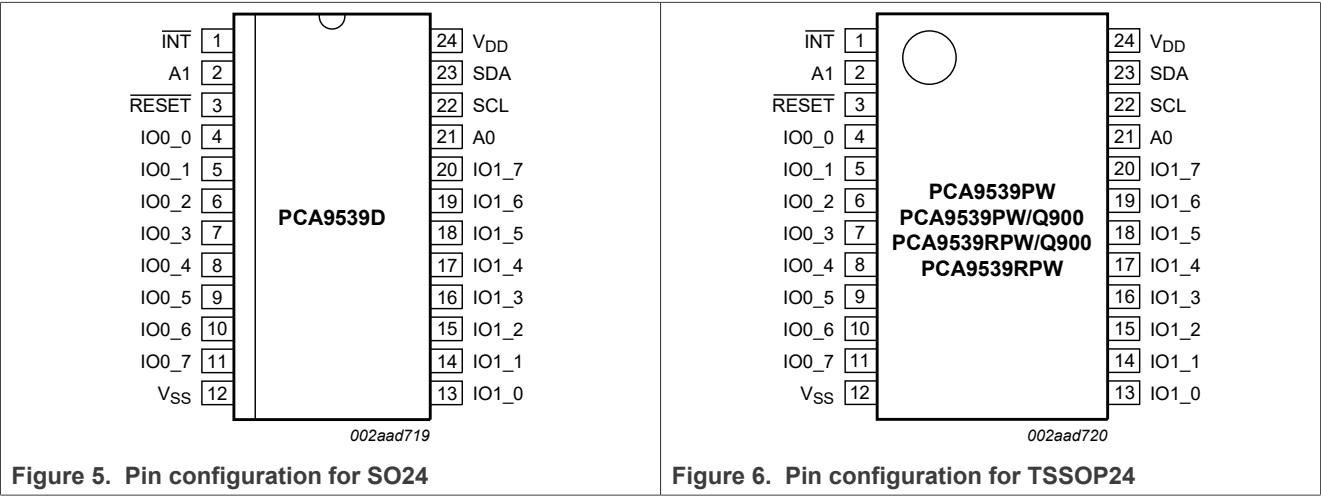 INT 1 24 VDD
A1 2 23 SDA
RESET 3 22 SCL
IO0_0 4 21 A0
IO0_1 5 20 IO1_7
IO0_2 6 19 IO1_6
IO0_3 7 18 IO1_5
IO0_4 8 17 IO1_4
IO0_5 9 16 IO1_3
IO0_6 10 15 IO1_2
IO0_7 11 14 IO1_1
VSS 12 13 IO1_0
PCA9539D
002aad719
Figure 5. Pin configuration for SO24
INT 1 24 VDD
A1 2 23 SDA
RESET 3 22 SCL
IO0_0 4 21 A0
IO0_1 5 20 IO1_7
IO0_2 6 19 IO1_6
IO0_3 7 18 IO1_5
IO0_4 8 17 IO1_4
IO0_5 9 16 IO1_3
IO0_6 10 15 IO1_2
IO0_7 11 14 IO1_1
VSS 12 13 IO1_0
PCA9539PW
PCA9539PW/Q900
PCA9539RPW/Q900
PCA9539RPW
002aad720
Figure 6. Pin configuration for TSSOP24